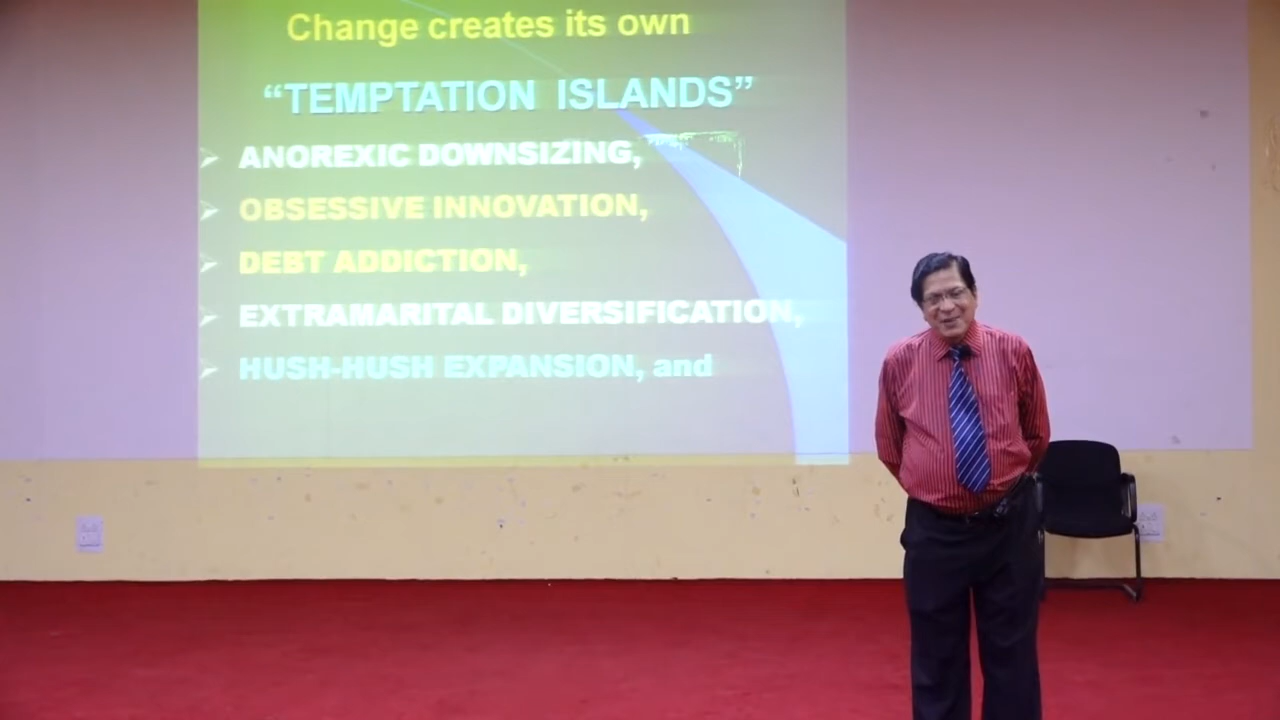 Change creates its own
“TEMPTATION ISLANDS”
➢ ANOREXIC DOWNSIZING,
➢ OBSESSIVE INNOVATION,
➢ DEBT ADDICTION,
➢ EXTRAMARITAL DIVERSIFICATION,
➢ HUSH-HUSH EXPANSION, and